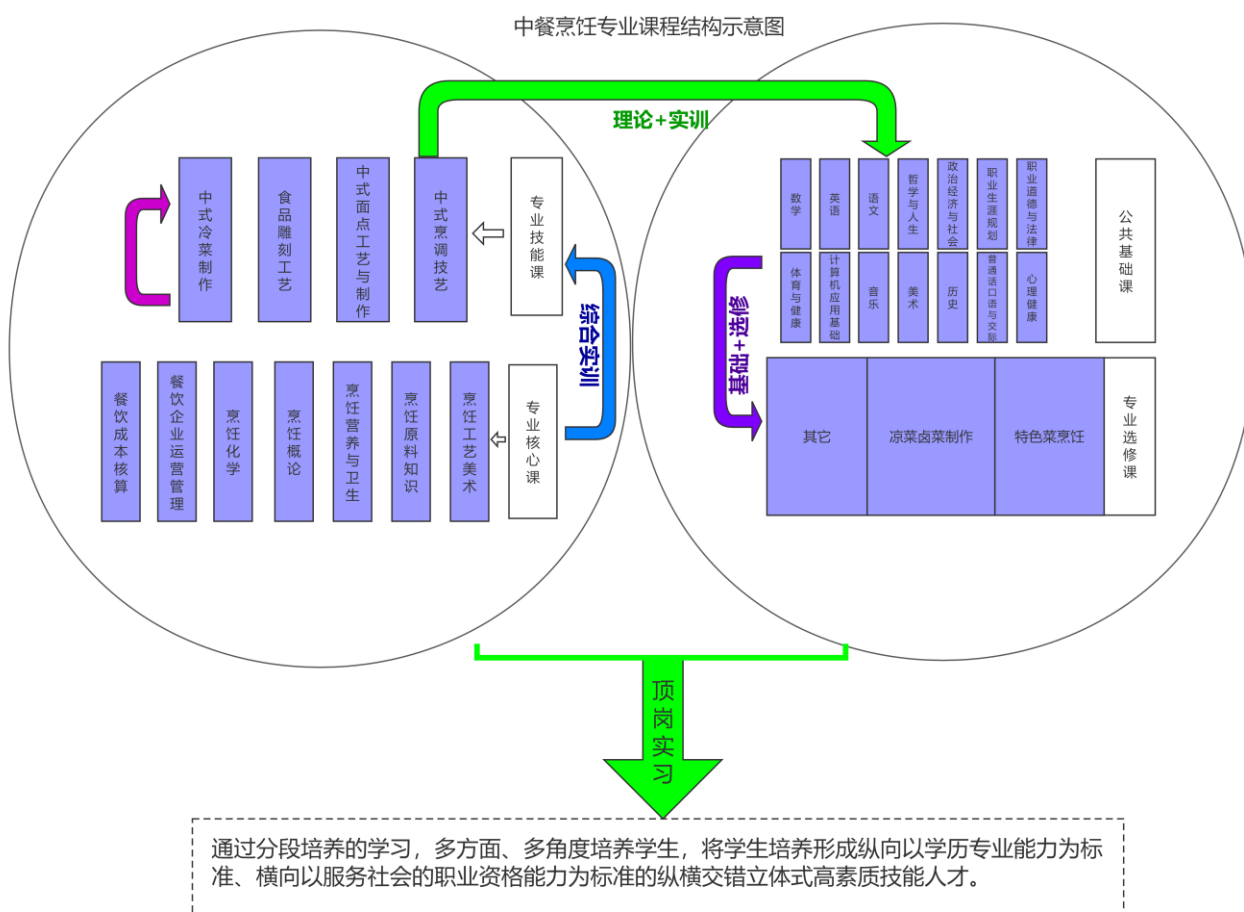 中餐烹饪专业课程结构示意图
理论+实训
中式冷菜制作
食品雕刻工艺
中式面点工艺与制作
中式烹调技艺
专业技能课
综合实训
餐饮成本核算
餐饮企业运营管理
烹饪化学
烹饪概论
烹饪营养与卫生
烹饪原料知识
烹饪工艺美术
专业核心课
数学
英语
语文
哲学与人生
政治经济与社会
职业生涯规划
职业道德与法律
公共基础课
体育与健康
计算机应用基础
音乐
美术
历史
普通话口语与交际
心理健康
基础+选修
其它
凉菜卤菜制作
特色菜烹饪
专业选修课
顶岗实习
通过分段培养的学习，多方面、多角度培养学生，将学生培养形成纵向以学历专业能力为标
准、横向以服务社会的职业资格能力为标准的纵横交错立体式高素质技能人才。